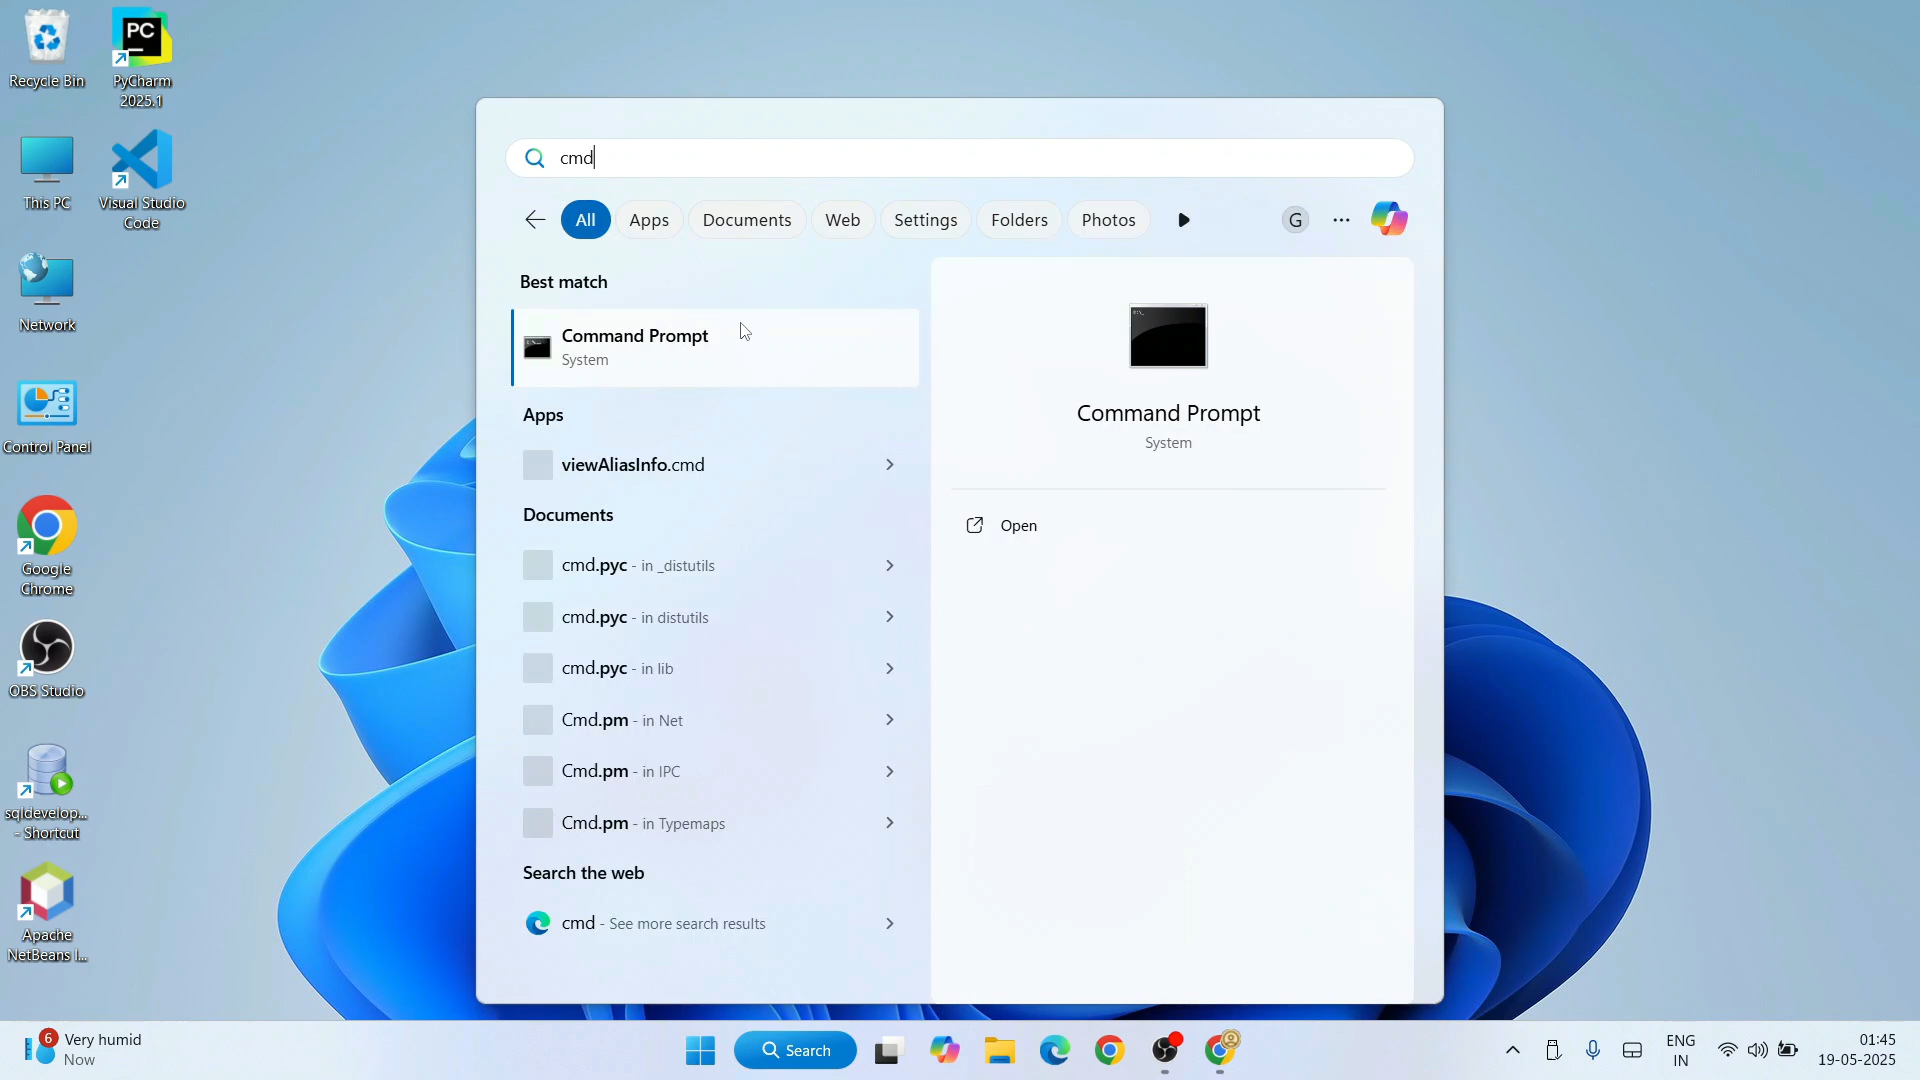 Recycle Bin
This PC
Network
Control Panel
Google
Chrome
OBS Studio
sqldevelop...
- Shortcut
Apache
NetBeans I...
PC
PyCharm
2025.1
Visual Studio
Code
cmd
All
Apps
Documents
Web
Settings
Folders
Photos
G
...
Best match
Command Prompt
System
Apps
viewAliasInfo.cmd
Documents
cmd.pyc - in _distutils
cmd.pyc - in distutils
cmd.pyc - in lib
Cmd.pm - in Net
Cmd.pm - in IPC
Cmd.pm - in Typemaps
Search the web
cmd - See more search results
Command Prompt
System
Open
6
Very humid
Now
Search
ENG
IN
01:45
19-05-2025